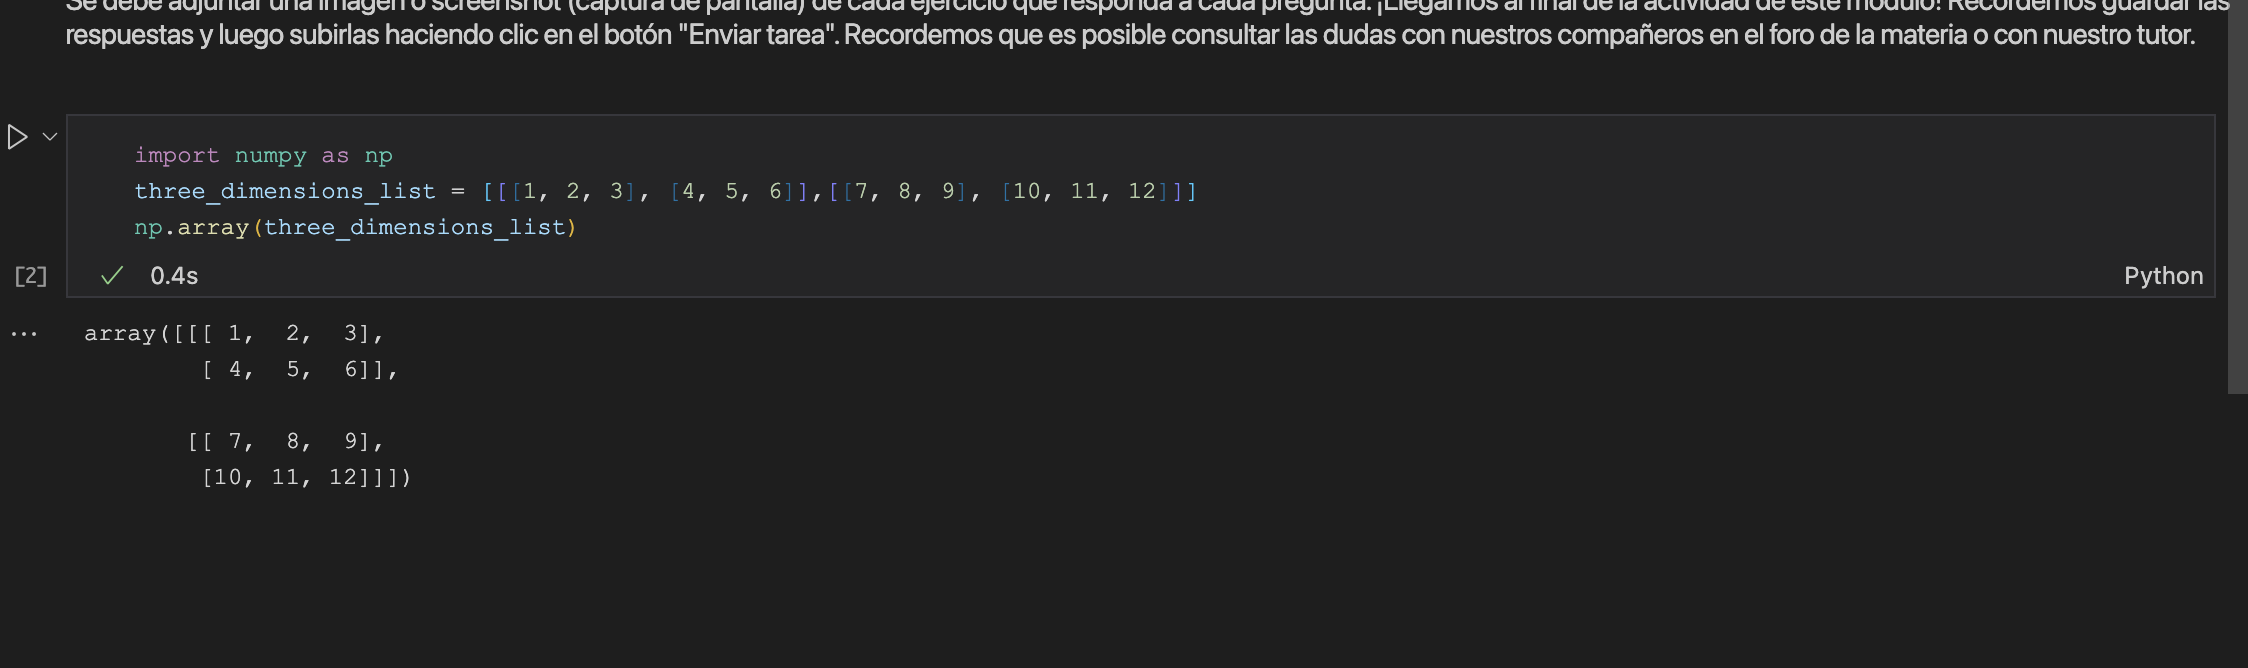 Se debe adjuntar una imagen o screenshot (captura de pantalla) de cada ejercicio que responda a cada pregunta. ¡Llegamos al final de la actividad de este módulo! Recordemos guardar las
respuestas y luego subirlas haciendo clic en el botón "Enviar tarea". Recordemos que es posible consultar las dudas con nuestros compañeros en el foro de la materia o con nuestro tutor.
import numpy as np
three_dimensions_list = [[[1, 2, 3], [4, 5, 6]],[[7, 8, 9], [10, 11, 12]]]
np.array(three_dimensions_list)
[2] 0.4s Python
... array([[[ 1,  2,  3],
        [ 4,  5,  6]],

       [[ 7,  8,  9],
        [10, 11, 12]]])